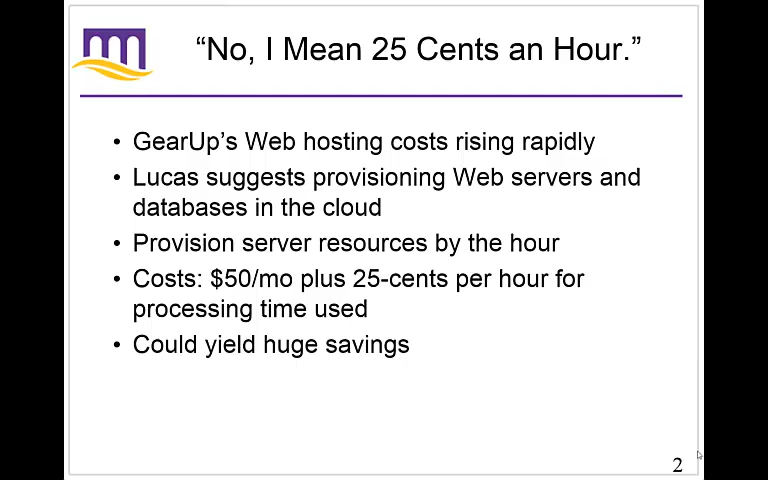 “No, I Mean 25 Cents an Hour.”
• GearUp’s Web hosting costs rising rapidly
• Lucas suggests provisioning Web servers and
databases in the cloud
• Provision server resources by the hour
• Costs: $50/mo plus 25-cents per hour for
processing time used
• Could yield huge savings
2